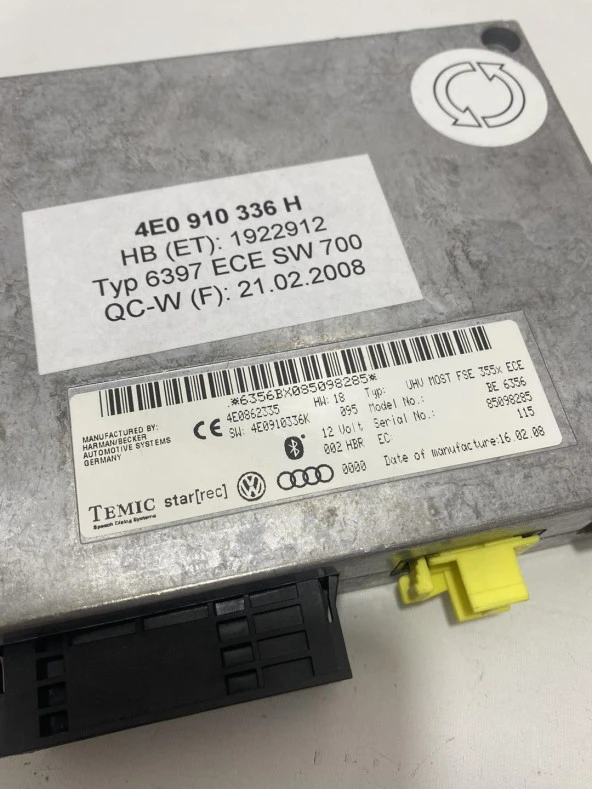 4E0 910 336 H
HB (ET): 1922912
Typ 6397 ECE SW 700
QC-W (F): 21.02.2008
*6356BX085098285*
MANUFACTURED BY:
HARMAN/BECKER
AUTOMOTIVE SYSTEMS
GERMANY
CE
4E0862335 HW: 18 Typ: UHV MOST FSE 355x ECE
SW: 4E0910336K 095 Model No.: BE 6356
12 Volt Serial No.: 85098285
002 HBR EC: 115
0000 Date of manufacture: 16.02.08
TEMIC star[rec]
Speech Dialog Systems